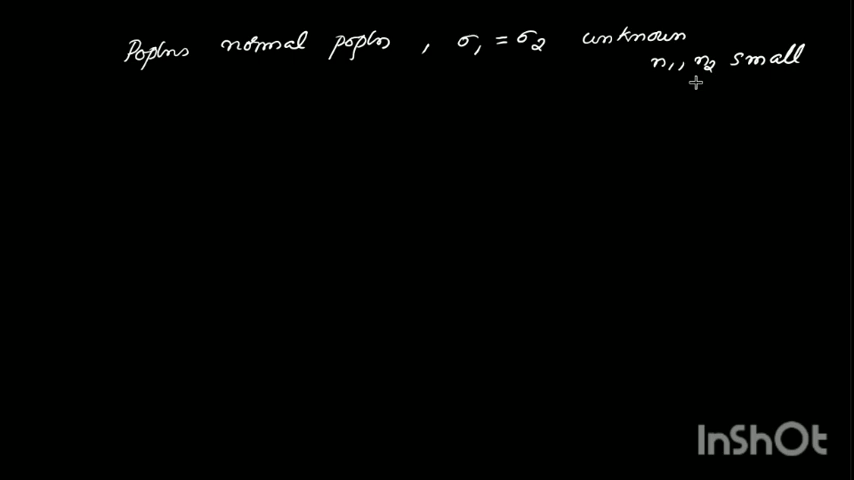 Poplns normal popln , σ₁ = σ₂ unknown
n₁, n₂ small
InShOt